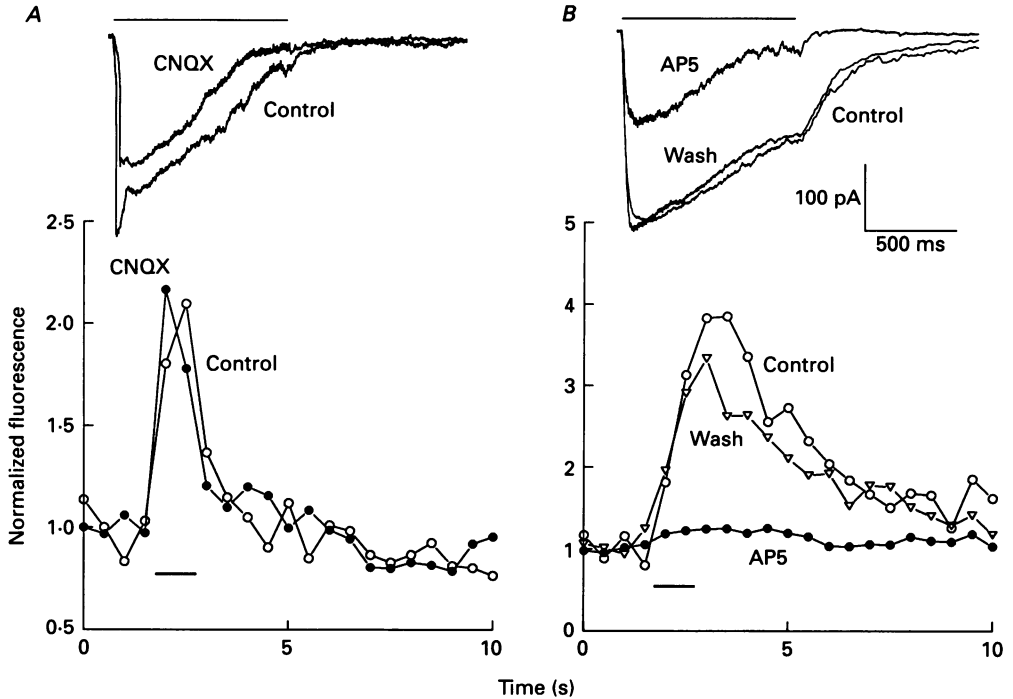 A
CNQX
Control
2·5
CNQX
2·0
Control
1·5
1·0
0·5
0
5
10
Normalized fluorescence
B
AP5
Control
Wash
100 pA
500 ms
5
4
Control
3
Wash
2
1
AP5
0
0
5
10
Time (s)